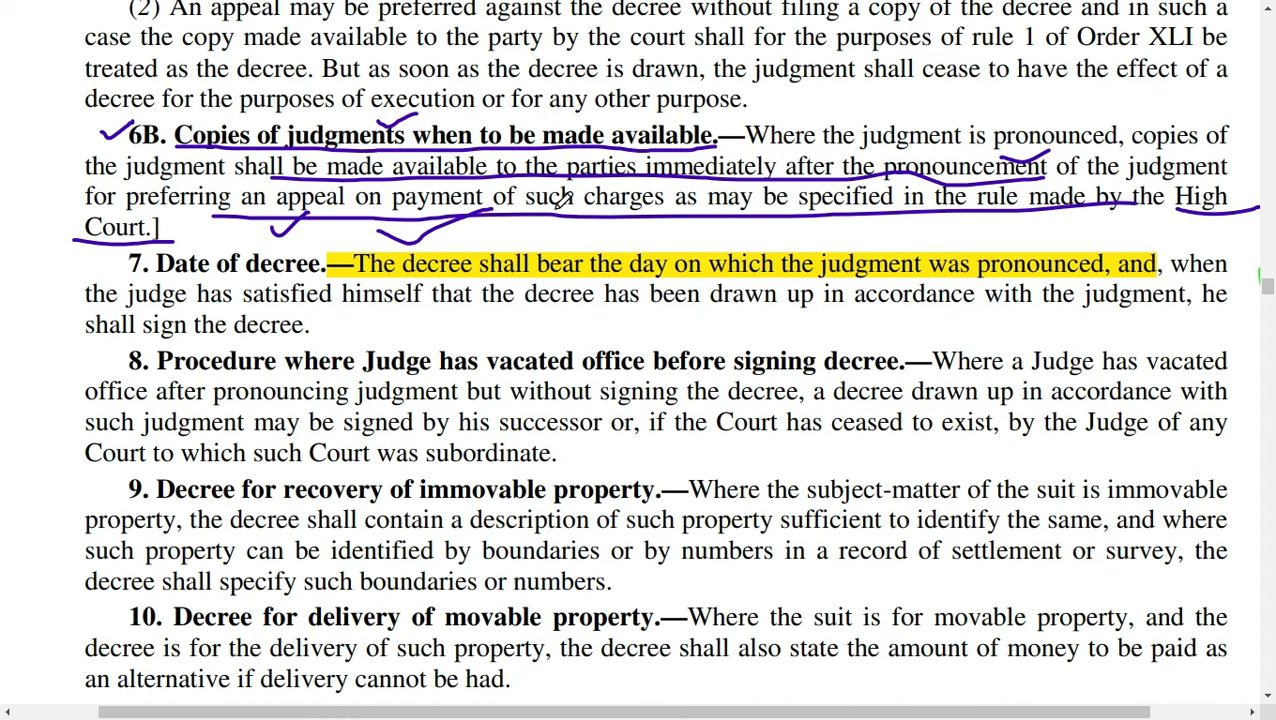 (2) An appeal may be preferred against the decree without filing a copy of the decree and in such a
case the copy made available to the party by the court shall for the purposes of rule 1 of Order XLI be
treated as the decree. But as soon as the decree is drawn, the judgment shall cease to have the effect of a
decree for the purposes of execution or for any other purpose.
6B. Copies of judgments when to be made available.—Where the judgment is pronounced, copies of
the judgment shall be made available to the parties immediately after the pronouncement of the judgment
for preferring an appeal on payment of such charges as may be specified in the rule made by the High
Court.]
7. Date of decree.—The decree shall bear the day on which the judgment was pronounced, and, when
the judge has satisfied himself that the decree has been drawn up in accordance with the judgment, he
shall sign the decree.
8. Procedure where Judge has vacated office before signing decree.—Where a Judge has vacated
office after pronouncing judgment but without signing the decree, a decree drawn up in accordance with
such judgment may be signed by his successor or, if the Court has ceased to exist, by the Judge of any
Court to which such Court was subordinate.
9. Decree for recovery of immovable property.—Where the subject-matter of the suit is immovable
property, the decree shall contain a description of such property sufficient to identify the same, and where
such property can be identified by boundaries or by numbers in a record of settlement or survey, the
decree shall specify such boundaries or numbers.
10. Decree for delivery of movable property.—Where the suit is for movable property, and the
decree is for the delivery of such property, the decree shall also state the amount of money to be paid as
an alternative if delivery cannot be had.